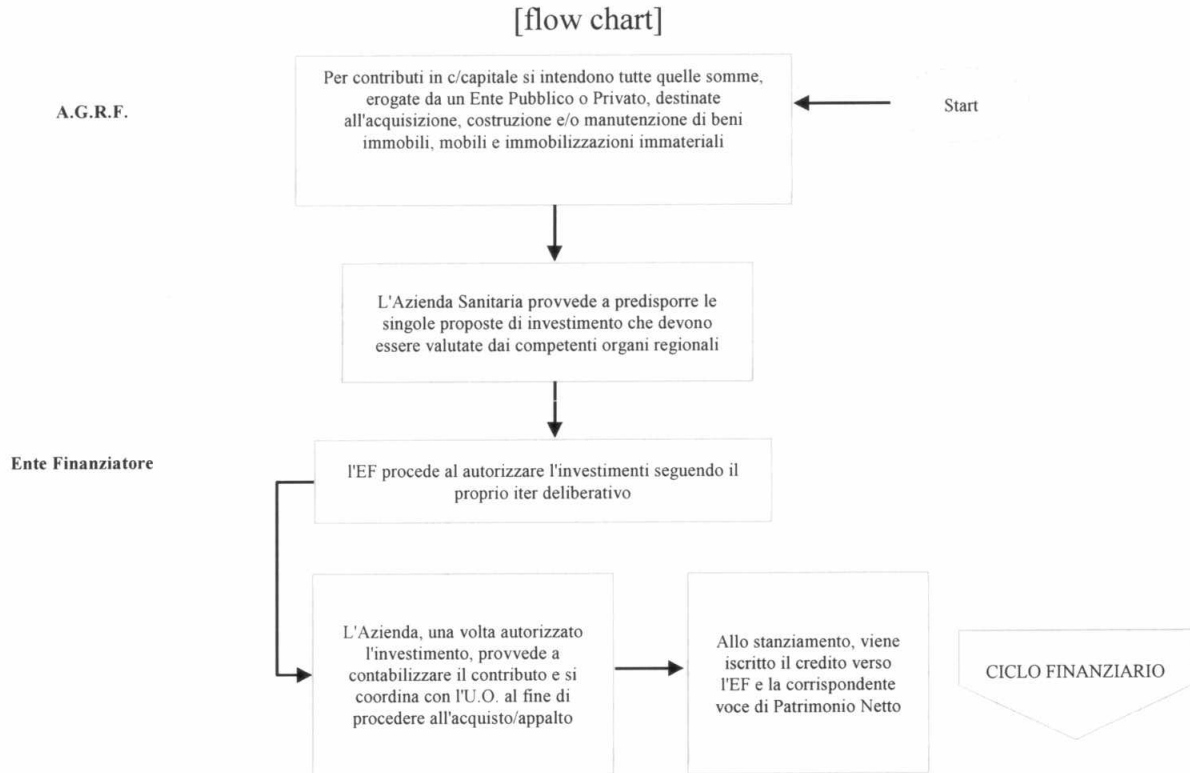 [flow chart]
Per contributi in c/capitale si intendono tutte quelle somme,
erogate da un Ente Pubblico o Privato, destinate
all'acquisizione, costruzione e/o manutenzione di beni
immobili, mobili e immobilizzazioni immateriali
A.G.R.F.
Start
L'Azienda Sanitaria provvede a predisporre le
singole proposte di investimento che devono
essere valutate dai competenti organi regionali
Ente Finanziatore
l'EF procede al autorizzare l'investimenti seguendo il
proprio iter deliberativo
L'Azienda, una volta autorizzato
l'investimento, provvede a
contabilizzare il contributo e si
coordina con l'U.O. al fine di
procedere all'acquisto/appalto
Allo stanziamento, viene
iscritto il credito verso
l'EF e la corrispondente
voce di Patrimonio Netto
CICLO FINANZIARIO